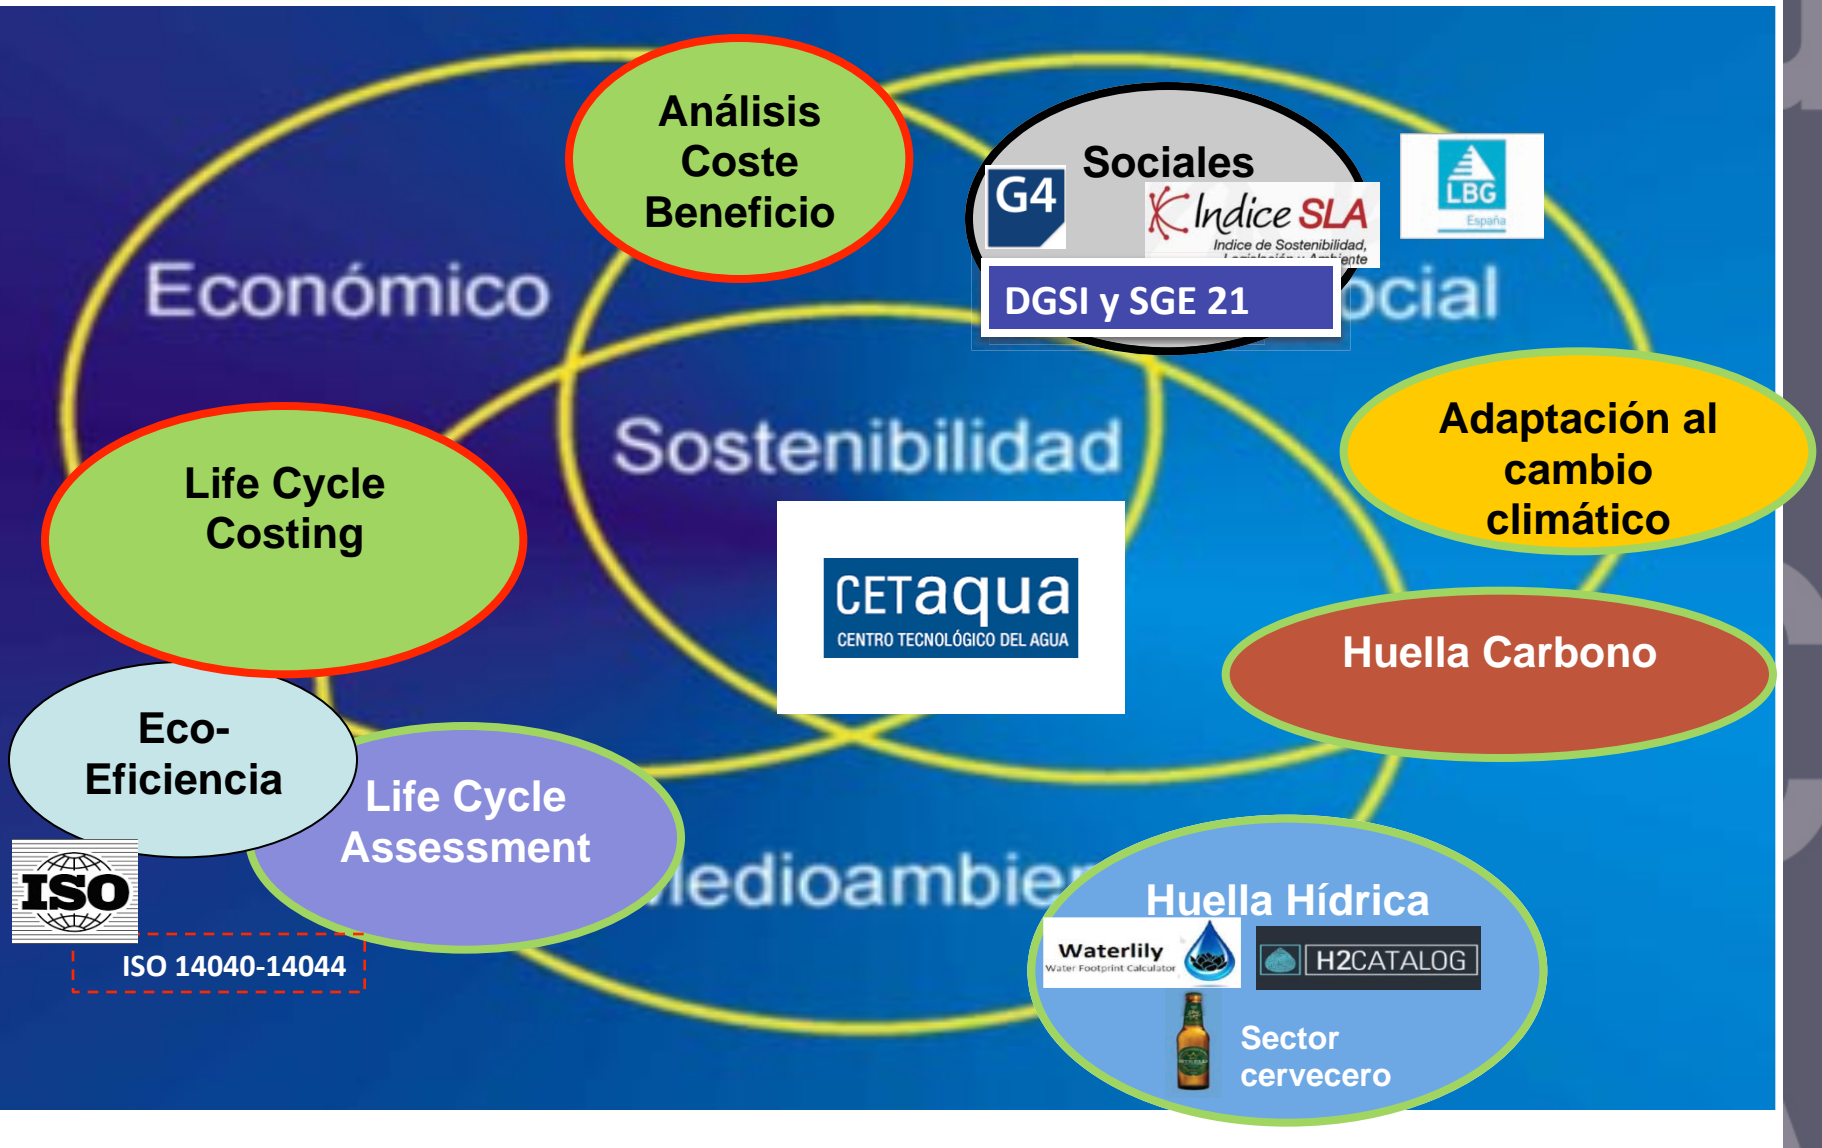 Análisis
Coste
Beneficio
Sociales
G4
Indice SLA
Indice de Sostenibilidad,
Legislación y Ambiente
DGSI y SGE 21
LBG
España
Económico
ocial
Sostenibilidad
Adaptación al
cambio
climático
Life Cycle
Costing
CETaqua
CENTRO TECNOLÓGICO DEL AGUA
Huella Carbono
Eco-
Eficiencia
Life Cycle
Assessment
ISO
ISO 14040-14044
edioambie
Huella Hídrica
Waterlily
Water Footprint Calculator
H2CATALOG
Sector
cervecero